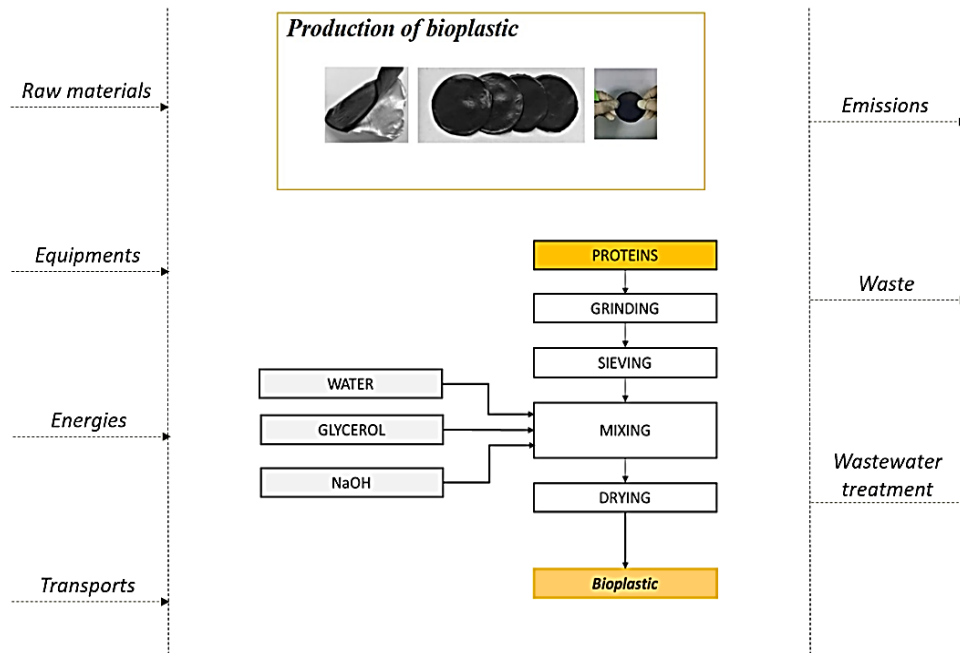 Production of bioplastic
Raw materials
Equipments
Energies
Transports
PROTEINS
GRINDING
SIEVING
WATER
GLYCEROL
NaOH
MIXING
DRYING
Bioplastic
Emissions
Waste
Wastewater
treatment